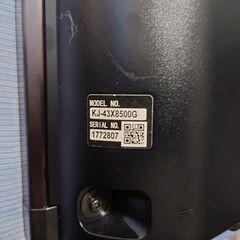 MODEL NO.
KJ-43X8500G
SERIAL NO.
1772807